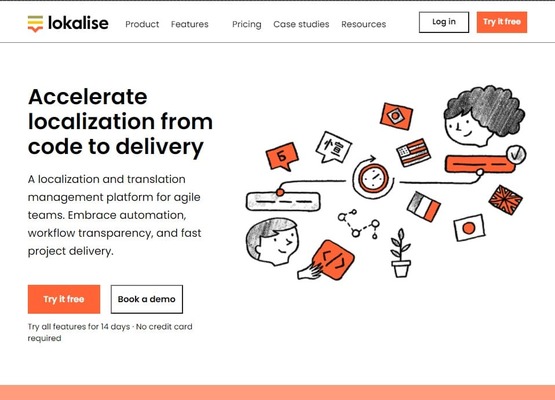 lokalise
Product
Features
Pricing
Case studies
Resources
Log in
Try it free
Accelerate
localization from
code to delivery
A localization and translation
management platform for agile
teams. Embrace automation,
workflow transparency, and fast
project delivery.
Try it free
Book a demo
Try all features for 14 days · No credit card
required
Б
</>